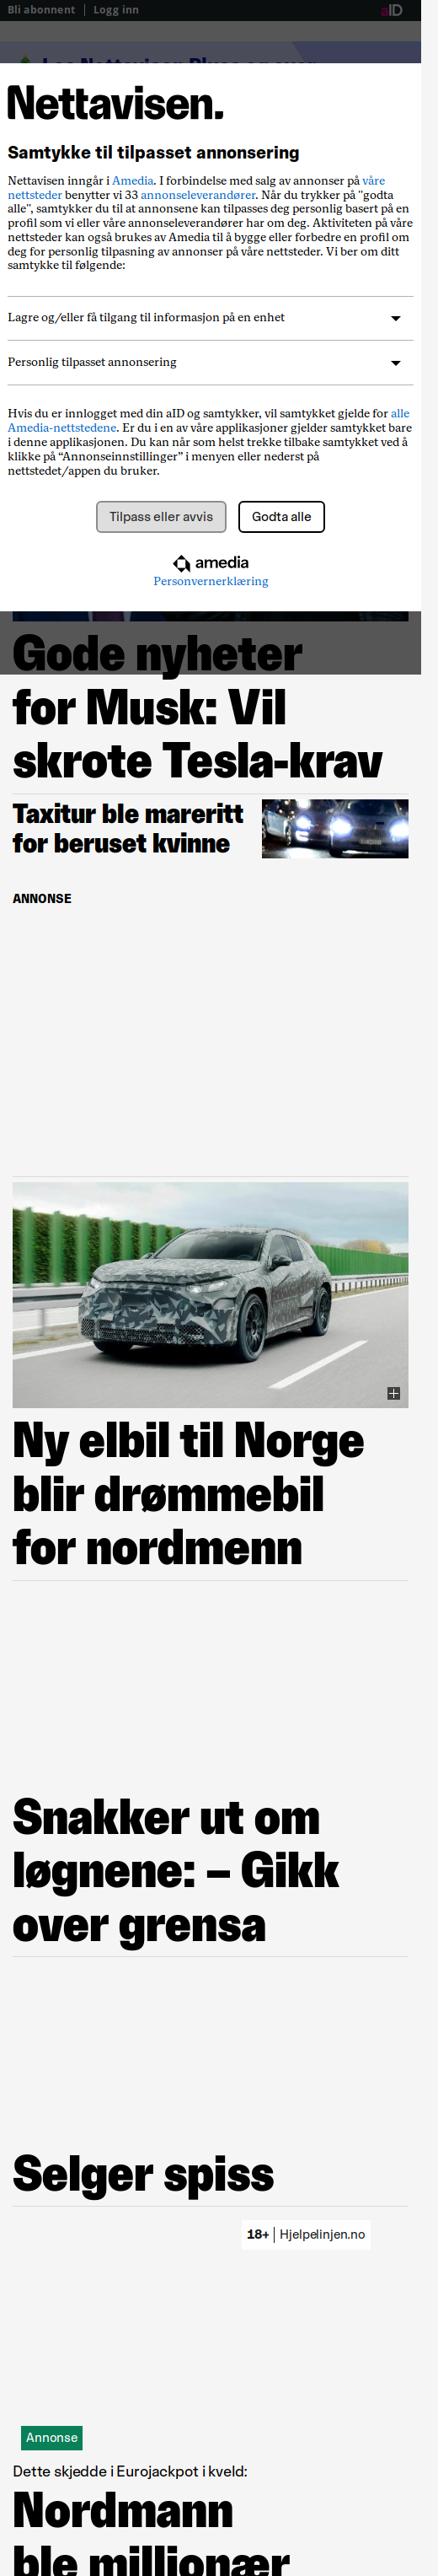 Bli abonnent | Logg inn
aID
Nettavisen.
Samtykke til tilpasset annonsering
Nettavisen inngår i Amedia. I forbindelse med salg av annonser på våre
nettsteder benytter vi 33 annonseleverandører. Når du trykker på "godta
alle", samtykker du til at annonsene kan tilpasses deg personlig basert på en
profil som vi eller våre annonseleverandører har om deg. Aktiviteten på våre
nettsteder kan også brukes av Amedia til å bygge eller forbedre en profil om
deg for personlig tilpasning av annonser på våre nettsteder. Vi ber om ditt
samtykke til følgende:
Lagre og/eller få tilgang til informasjon på en enhet
Personlig tilpasset annonsering
Hvis du er innlogget med din aID og samtykker, vil samtykket gjelde for alle
Amedia-nettstedene. Er du i en av våre applikasjoner gjelder samtykket bare
i denne applikasjonen. Du kan når som helst trekke tilbake samtykket ved å
klikke på “Annonseinnstillinger” i menyen eller nederst på
nettstedet/appen du bruker.
Tilpass eller avvis
Godta alle
amedia
Personvernerklæring
Gode nyheter
for Musk: Vil
skrote Tesla-krav
Taxitur ble mareritt
for beruset kvinne
ANNONSE
Ny elbil til Norge
blir drømmebil
for nordmenn
Snakker ut om
løgnene: – Gikk
over grensa
Selger spiss
18+ | Hjelpelinjen.no
Annonse
Dette skjedde i Eurojackpot i kveld:
Nordmann
ble millionær